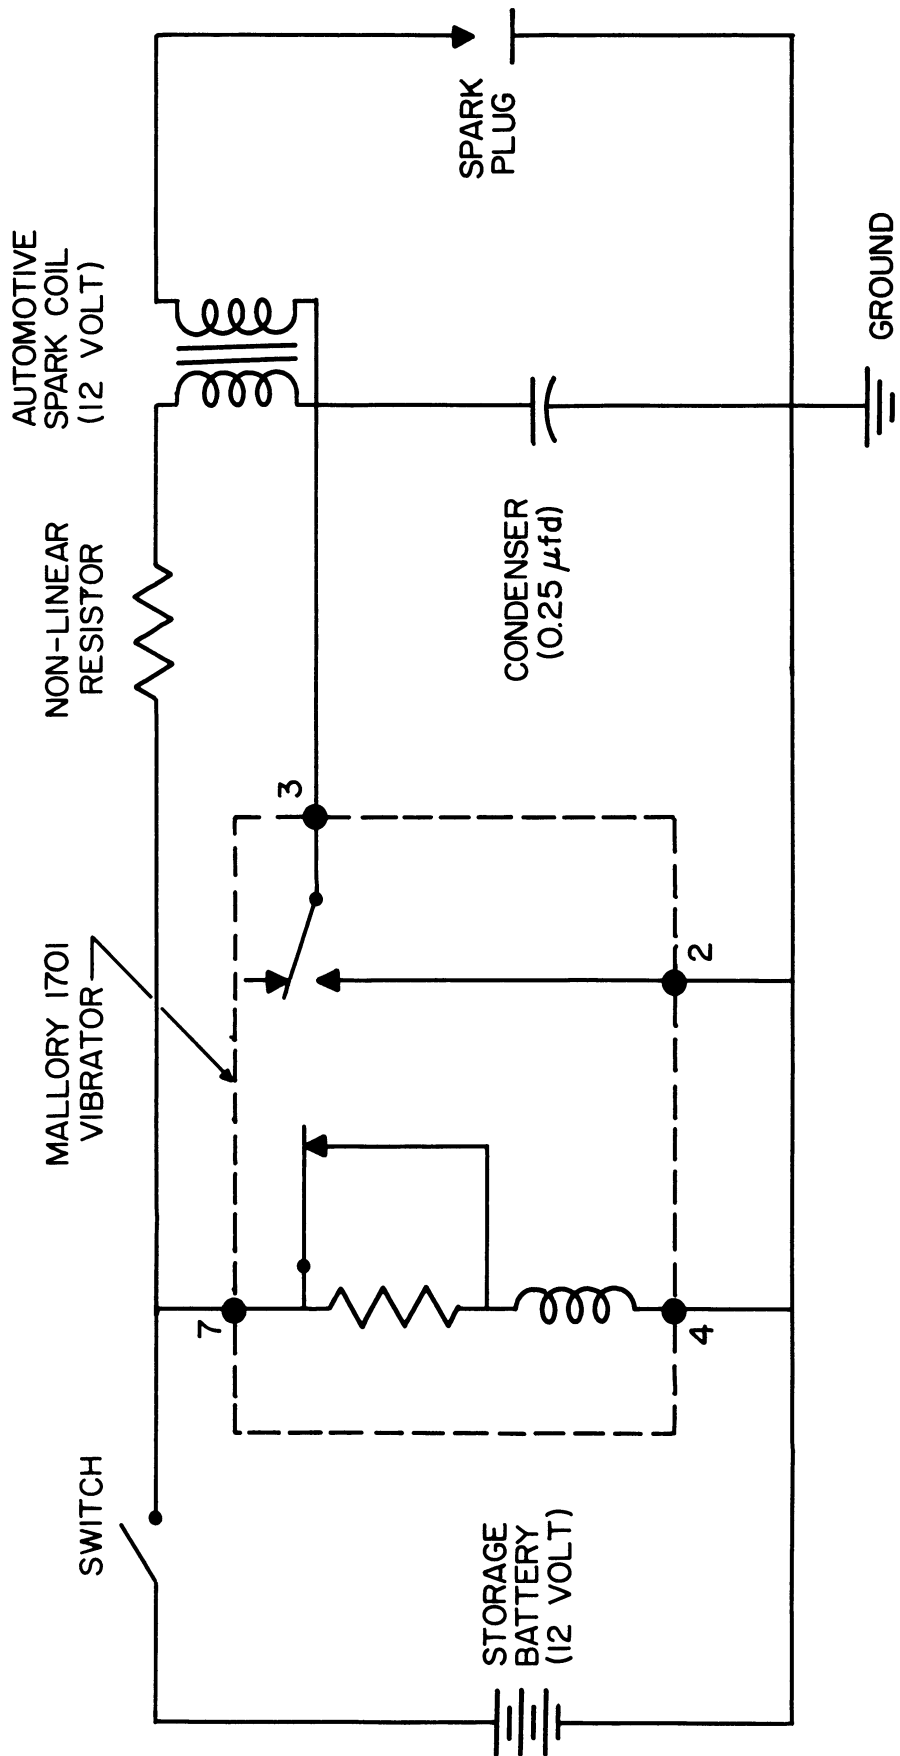 SWITCH
MALLORY 1701
VIBRATOR
NON-LINEAR
RESISTOR
AUTOMOTIVE
SPARK COIL
(12 VOLT)
7
3
STORAGE
BATTERY
(12 VOLT)
CONDENSER
(0.25 µfd)
SPARK
PLUG
4
2
GROUND